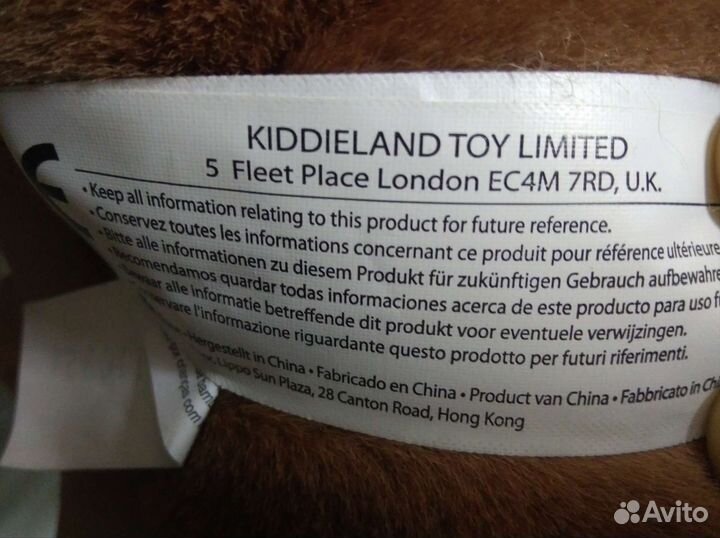 KIDDIELAND TOY LIMITED
5 Fleet Place London EC4M 7RD, U.K.
• Keep all information relating to this product for future reference.
• Conservez toutes les informations concernant ce produit pour référence ultérieure
• Bitte alle informationen zu diesem Produkt für zukünftigen Gebrauch aufbewahre
• Recomendamos quardar todas informaciones acerca de este producto para uso f
alle informatie betreffende dit produkt voor eventuele verwijzingen.
l'informazione riguardante questo prodotto per futuri riferimenti.
• Hergestellt in China • Fabricado en China • Product van China • Fabbricato in Chi
Lippo Sun Plaza, 28 Canton Road, Hong Kong
Avito